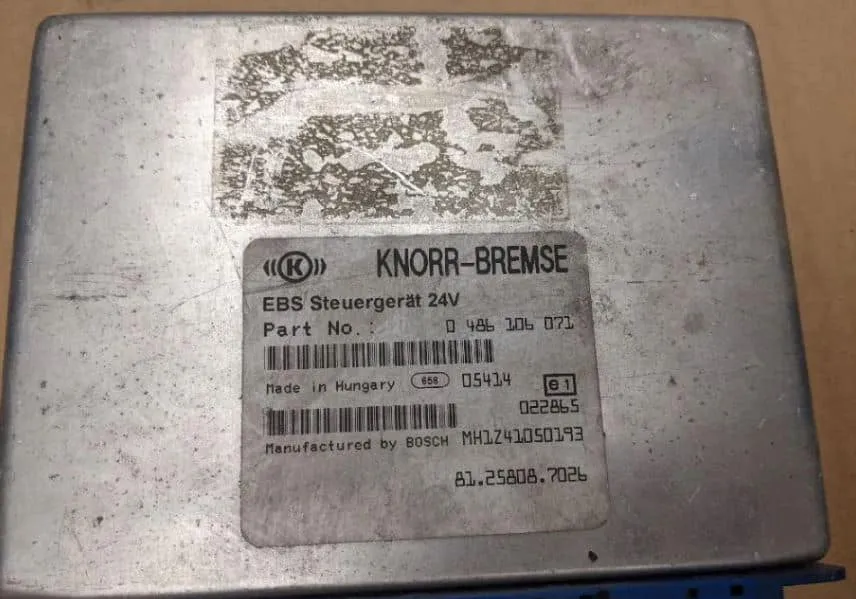 K KNORR-BREMSE
EBS Steuergerät 24V
Part No.: 0 486 106 071
Made in Hungary 658 05414 e1
022865
Manufactured by BOSCH MH1Z41050193
81.25808.7026